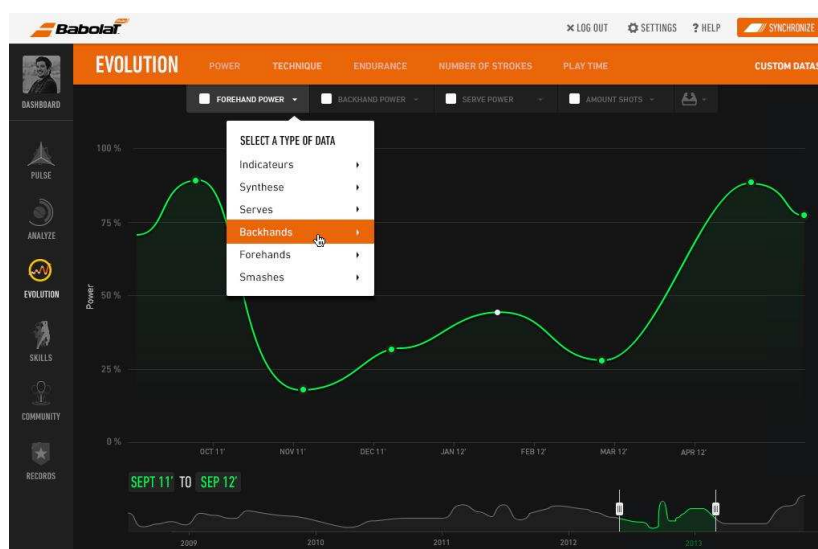 Babolat
LOG OUT SETTINGS ? HELP SYNCHRONIZE
EVOLUTION POWER TECHNIQUE ENDURANCE NUMBER OF STROKES PLAY TIME CUSTOM DATAS
DASHBOARD
FOREHAND POWER BACKHAND POWER SERVE POWER AMOUNT SHOTS
SELECT A TYPE OF DATA
Indicateurs
Synthese
Serves
Backhands
Forehands
Smashes
PULSE
ANALYZE
EVOLUTION
SKILLS
COMMUNITY
RECORDS
100 %
75 %
Power
50 %
25 %
0 %
OCT 11' NOV 11' DEC 11' JAN 12' FEB 12' MAR 12' APR 12'
SEPT 11' TO SEP 12'
2009 2010 2011 2012 2013